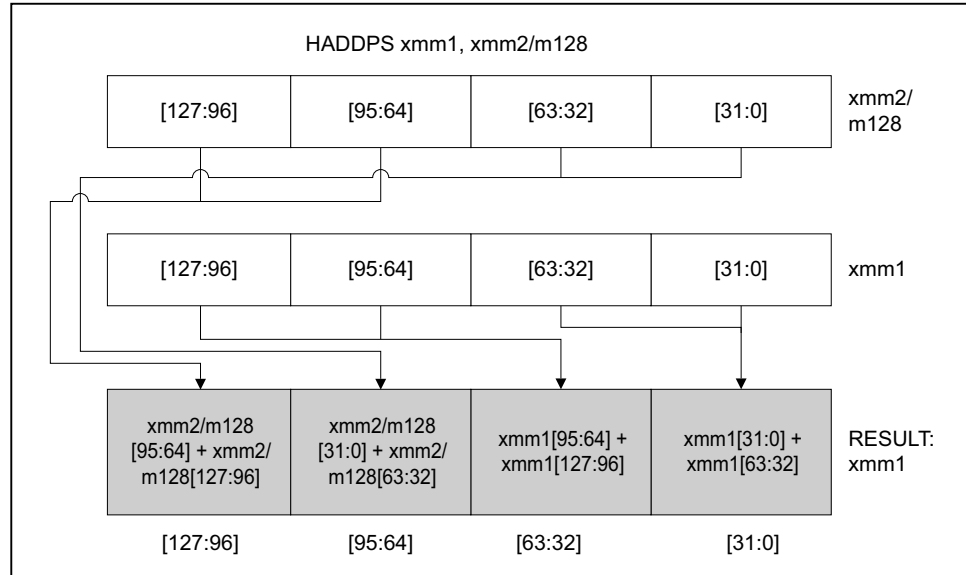 HADDPS xmm1, xmm2/m128
[127:96] [95:64] [63:32] [31:0]
xmm2/
m128
[127:96] [95:64] [63:32] [31:0]
xmm1
xmm2/m128
[95:64] + xmm2/
m128[127:96]
xmm2/m128
[31:0] + xmm2/
m128[63:32]
xmm1[95:64] +
xmm1[127:96]
xmm1[31:0] +
xmm1[63:32]
RESULT:
xmm1
[127:96] [95:64] [63:32] [31:0]